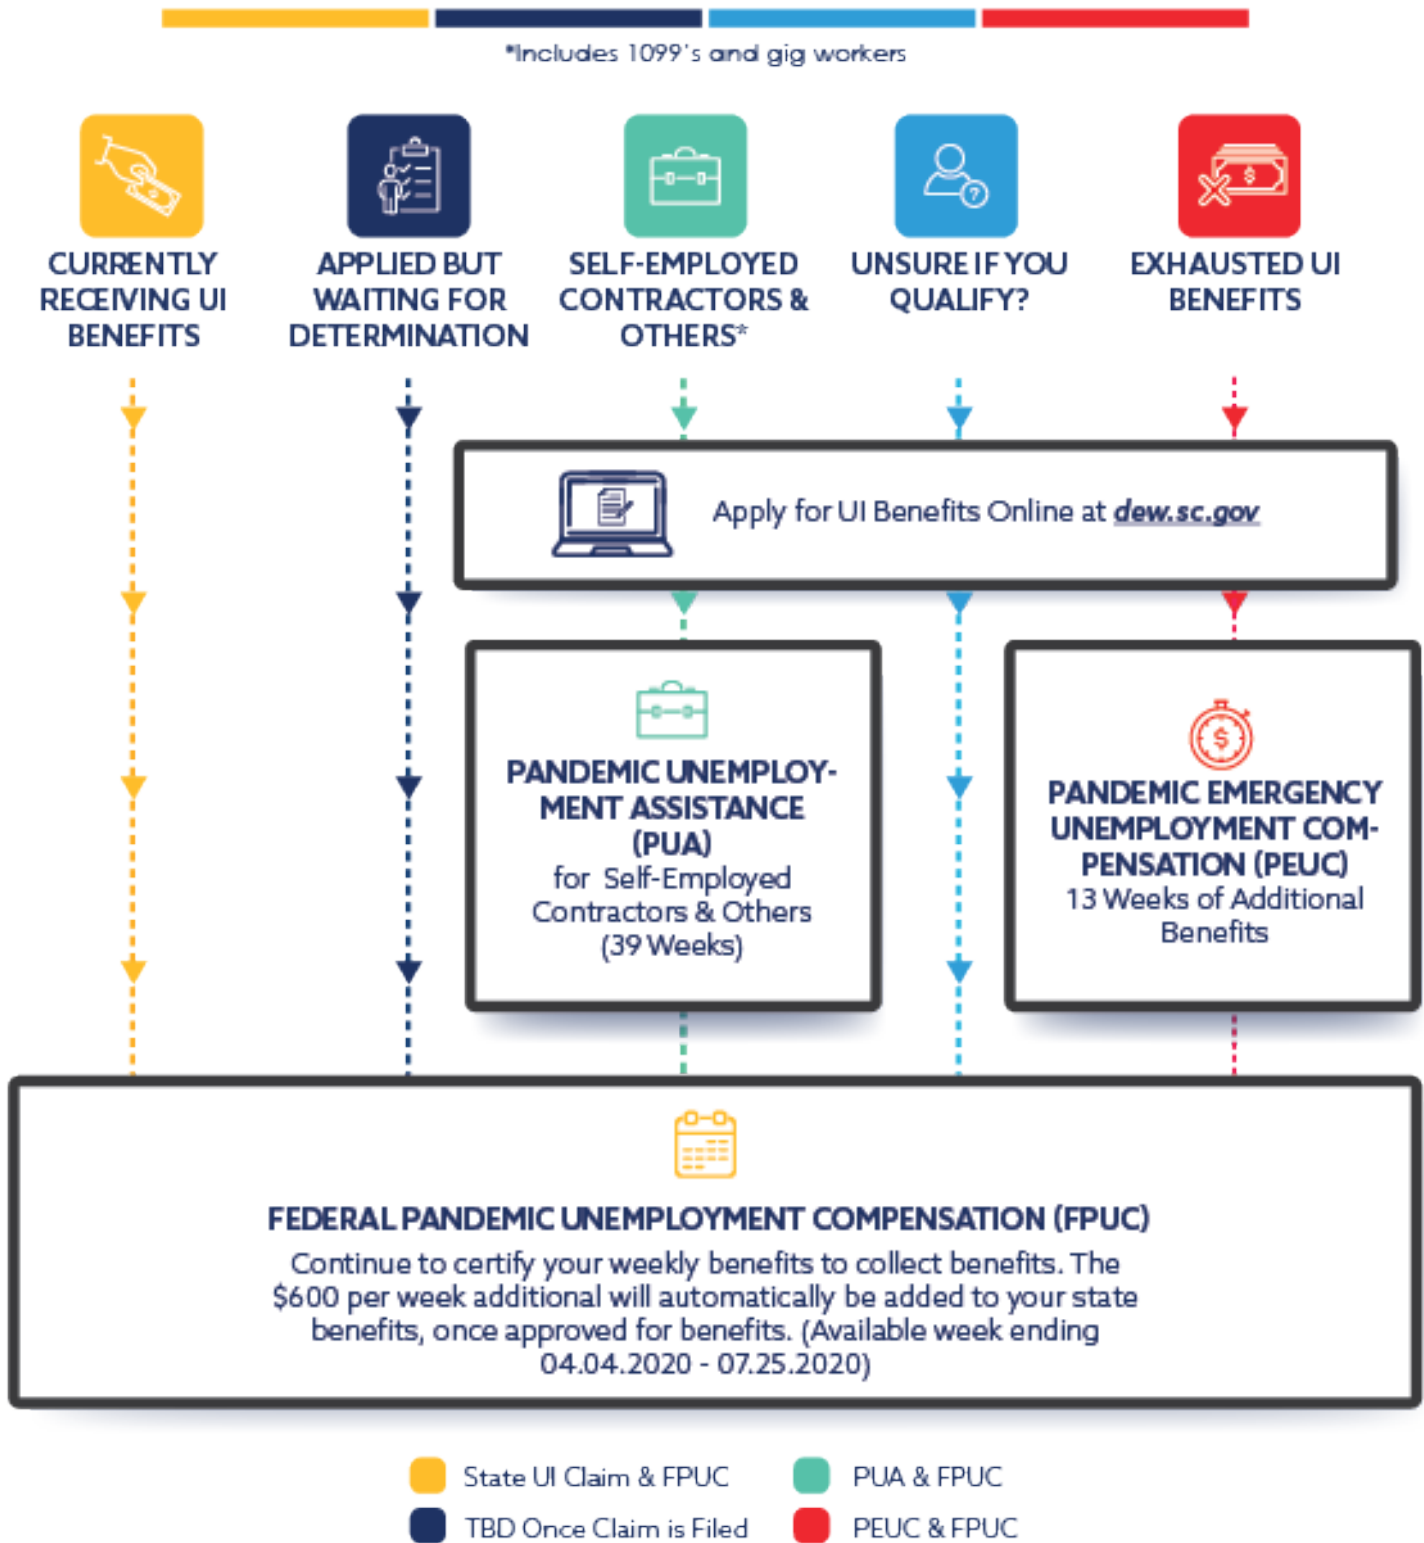 *Includes 1099's and gig workers
CURRENTLY
RECEIVING UI
BENEFITS
APPLIED BUT
WAITING FOR
DETERMINATION
SELF-EMPLOYED
CONTRACTORS &
OTHERS*
UNSURE IF YOU
QUALIFY?
EXHAUSTED UI
BENEFITS
Apply for UI Benefits Online at dew.sc.gov
PANDEMIC UNEMPLOY-
MENT ASSISTANCE
(PUA)
for Self-Employed
Contractors & Others
(39 Weeks)
PANDEMIC EMERGENCY
UNEMPLOYMENT COM-
PENSATION (PEUC)
13 Weeks of Additional
Benefits
FEDERAL PANDEMIC UNEMPLOYMENT COMPENSATION (FPUC)
Continue to certify your weekly benefits to collect benefits. The
$600 per week additional will automatically be added to your state
benefits, once approved for benefits. (Available week ending
04.04.2020 - 07.25.2020)
State UI Claim & FPUC
PUA & FPUC
TBD Once Claim is Filed
PEUC & FPUC